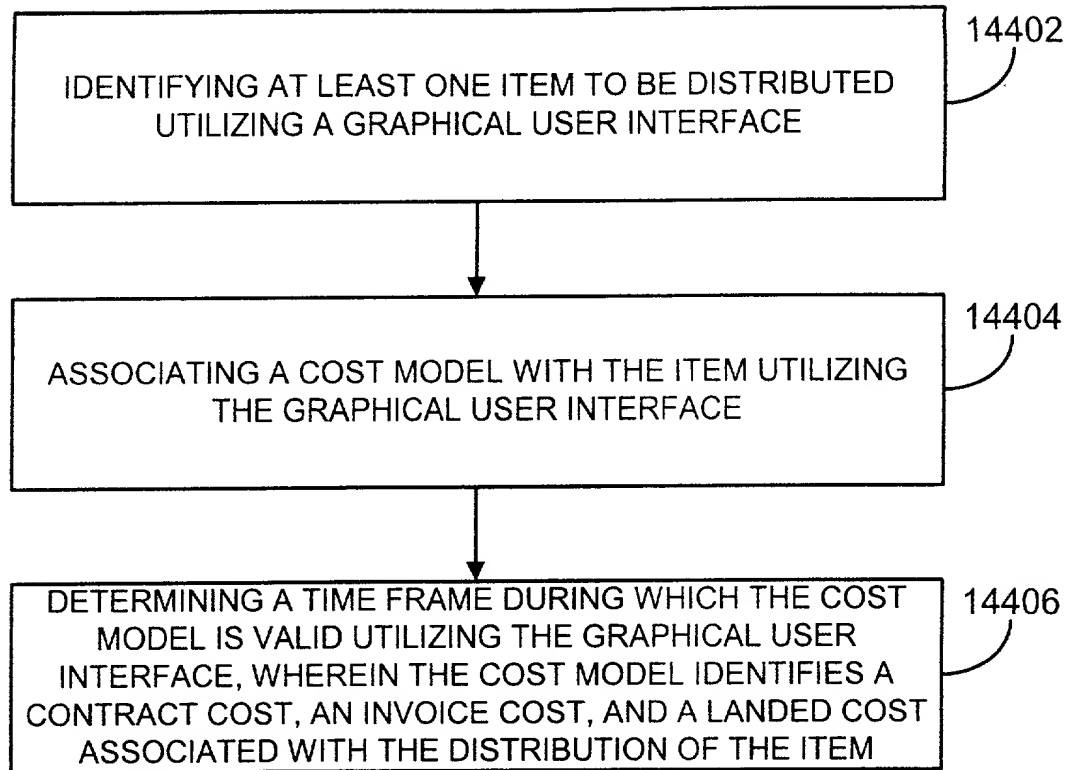 14402
IDENTIFYING AT LEAST ONE ITEM TO BE DISTRIBUTED
UTILIZING A GRAPHICAL USER INTERFACE
14404
ASSOCIATING A COST MODEL WITH THE ITEM UTILIZING
THE GRAPHICAL USER INTERFACE
14406
DETERMINING A TIME FRAME DURING WHICH THE COST
MODEL IS VALID UTILIZING THE GRAPHICAL USER
INTERFACE, WHEREIN THE COST MODEL IDENTIFIES A
CONTRACT COST, AN INVOICE COST, AND A LANDED COST
ASSOCIATED WITH THE DISTRIBUTION OF THE ITEM